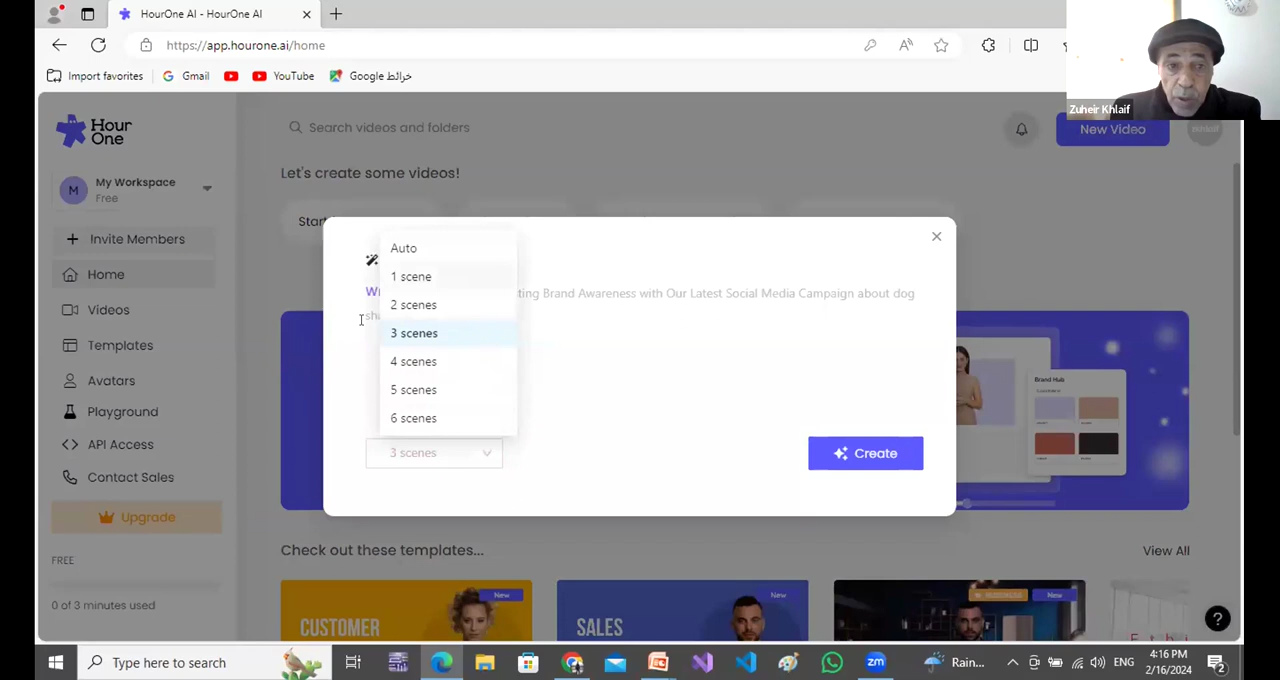 HourOne AI - HourOne AI
https://app.hourone.ai/home
Import favorites
Gmail
YouTube
خرائط Google
Zuheir Khlaif
Hour
One
Search videos and folders
New Video
My Workspace
M
Free
Let's create some videos!
Start
Invite Members
Home
Videos
Templates
Avatars
Playground
API Access
Contact Sales
Upgrade
FREE
0 of 3 minutes used
Auto
1 scene
ting Brand Awareness with Our Latest Social Media Campaign about dog
2 scenes
3 scenes
4 scenes
5 scenes
6 scenes
3 scenes
Create
Brand Hub
Check out these templates...
View All
New
New
New
CUSTOMER
SALES
?
Type here to search
zm
Rain...
ENG
4:16 PM
2/16/2024
2